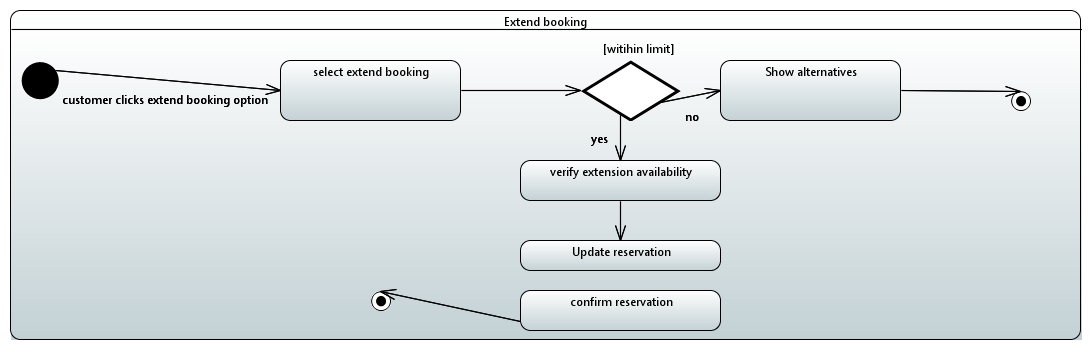 Extend booking
[witihin limit]
select extend booking
Show alternatives
customer clicks extend booking option
no
yes
verify extension availability
Update reservation
confirm reservation